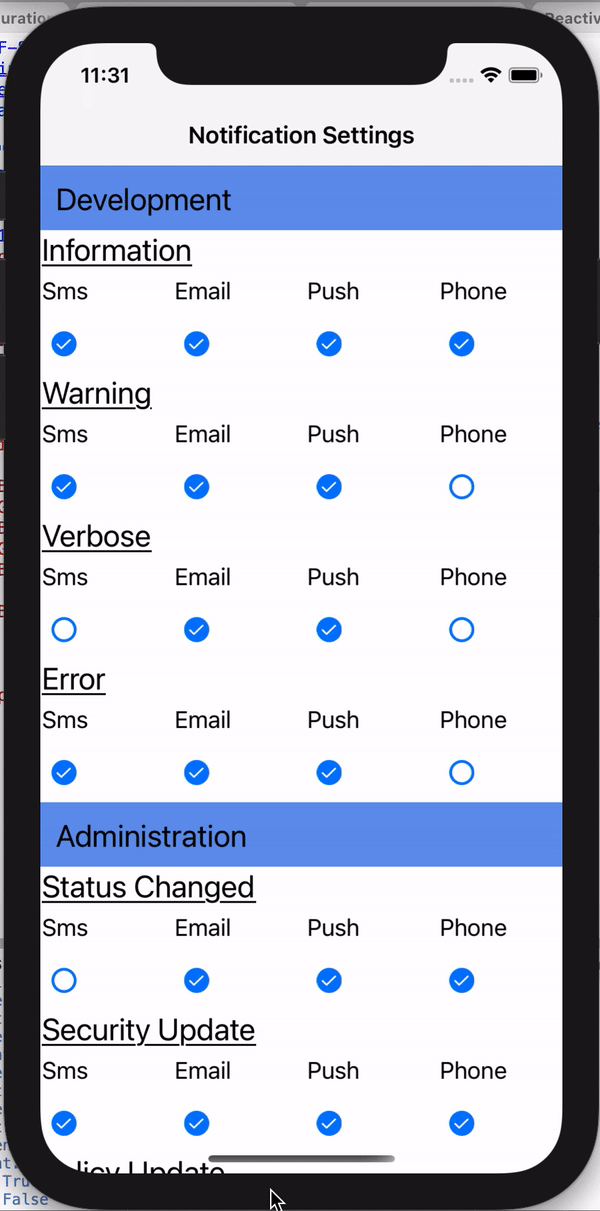 11:31
Notification Settings
Development
Information
Sms Email Push Phone
Warning
Sms Email Push Phone
Verbose
Sms Email Push Phone
Error
Sms Email Push Phone
Administration
Status Changed
Sms Email Push Phone
Security Update
Sms Email Push Phone
Update
False